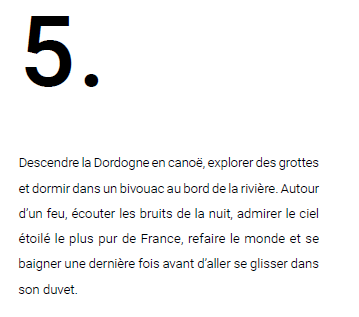 5.
Descendre la Dordogne en canoë, explorer des grottes
et dormir dans un bivouac au bord de la rivière. Autour
d'un feu, écouter les bruits de la nuit, admirer le ciel
étoilé le plus pur de France, refaire le monde et se
baigner une dernière fois avant d'aller se glisser dans
son duvet.